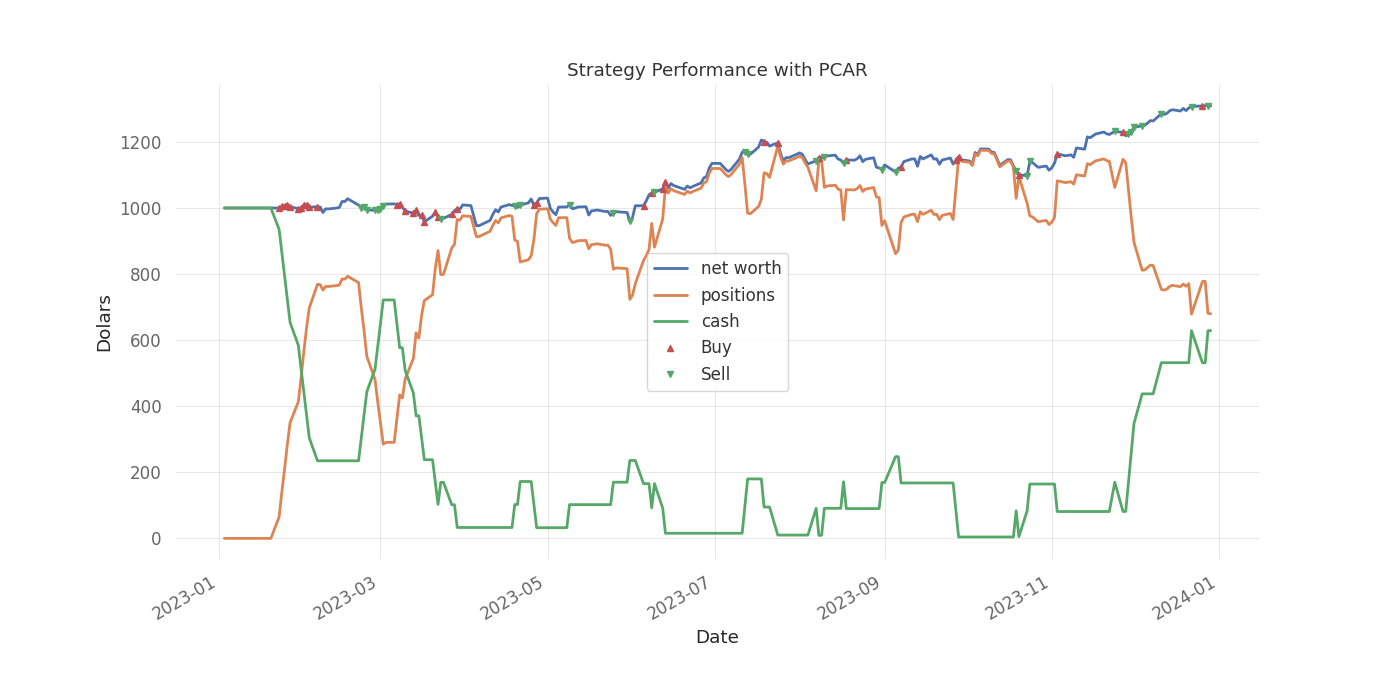 Strategy Performance with PCAR
Dolars
1200
1000
800
600
400
200
0
net worth
positions
cash
Buy
Sell
2023-01
2023-03
2023-05
2023-07
2023-09
2023-11
2024-01
Date